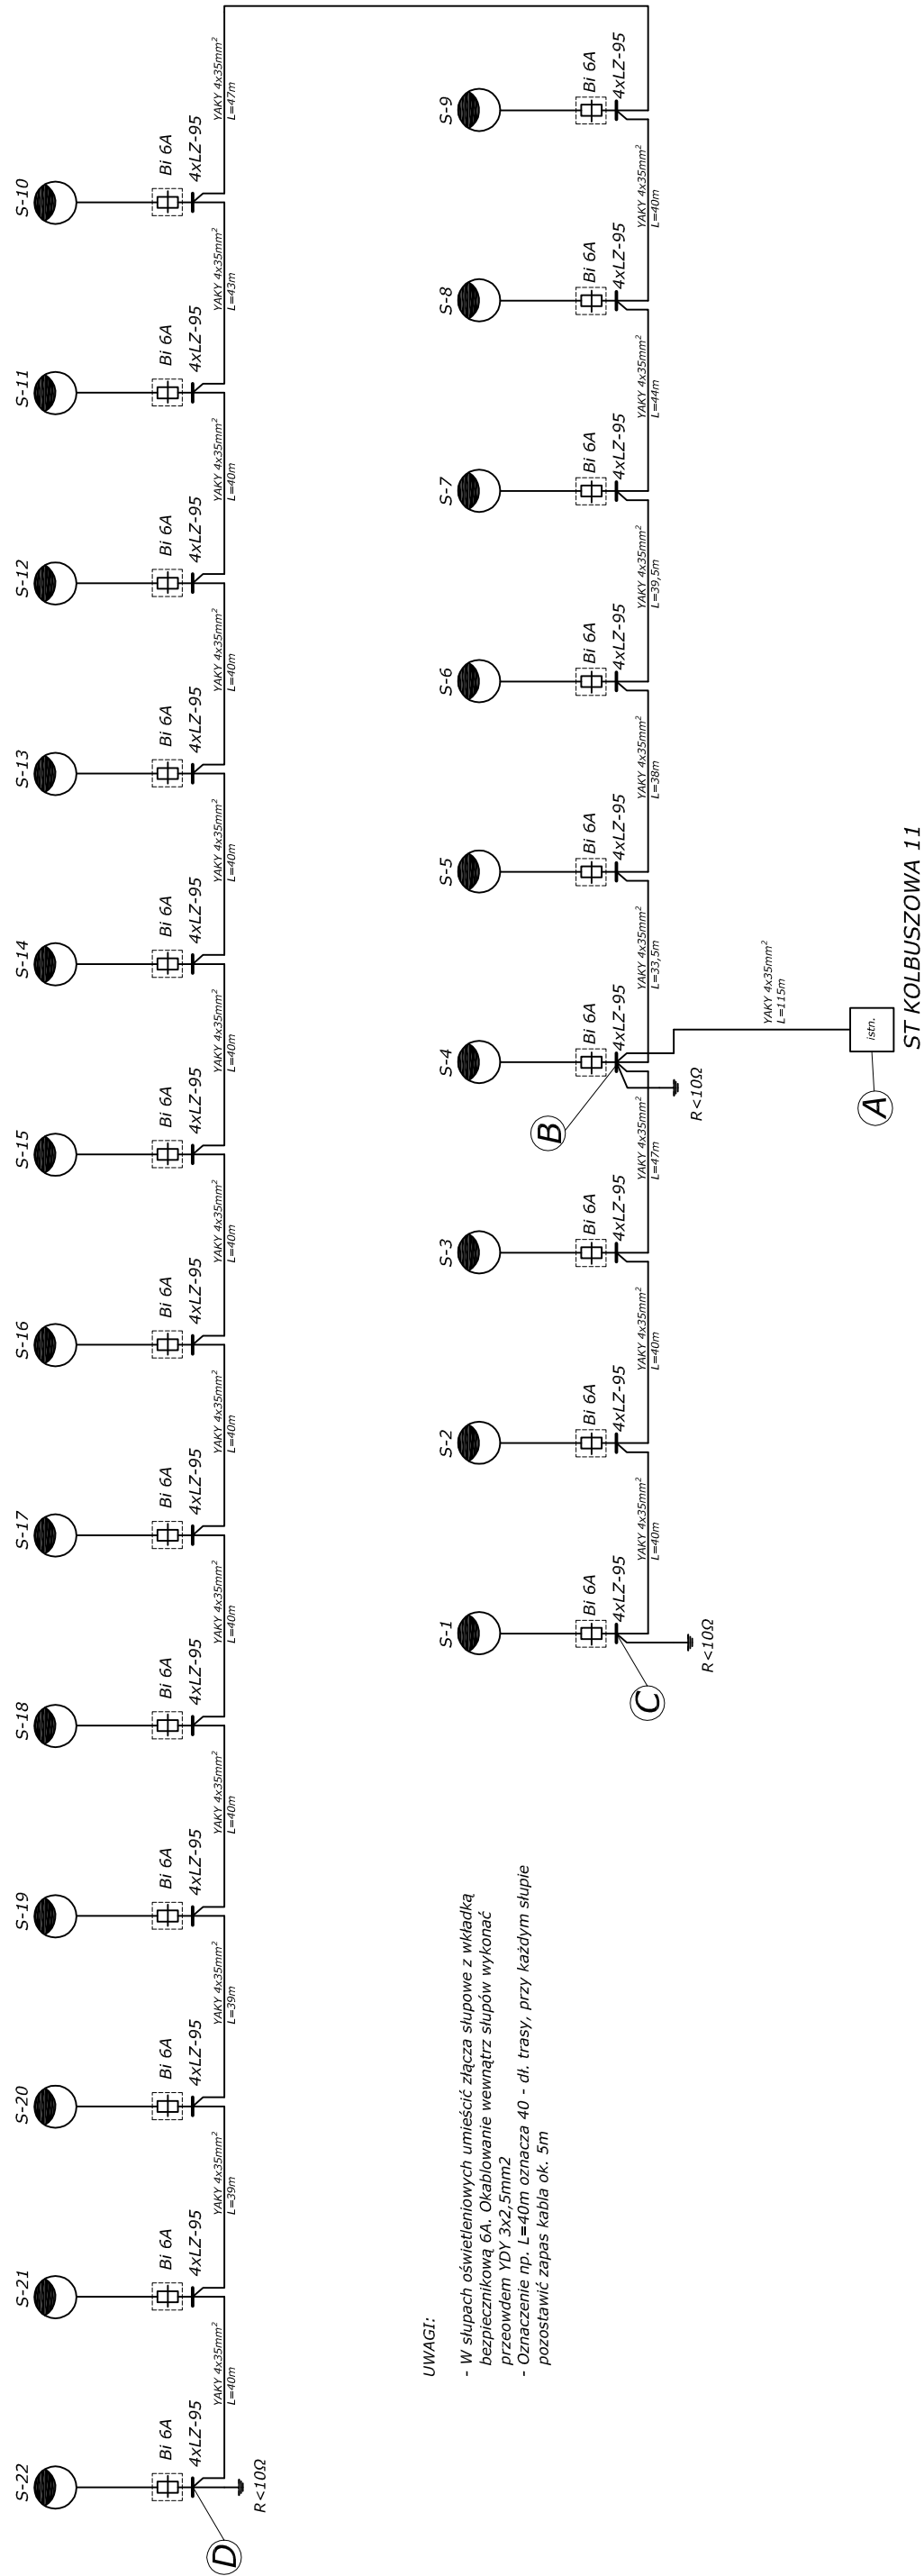 S-22
Bi 6A
4xLZ-95
D
R<10Ω
YAKY 4x35mm²
L=40m
S-21
Bi 6A
4xLZ-95
YAKY 4x35mm²
L=39m
S-20
Bi 6A
4xLZ-95
YAKY 4x35mm²
L=39m
S-19
Bi 6A
4xLZ-95
YAKY 4x35mm²
L=40m
S-18
Bi 6A
4xLZ-95
YAKY 4x35mm²
L=40m
S-17
Bi 6A
4xLZ-95
YAKY 4x35mm²
L=40m
S-16
Bi 6A
4xLZ-95
YAKY 4x35mm²
L=40m
S-15
Bi 6A
4xLZ-95
YAKY 4x35mm²
L=40m
S-14
Bi 6A
4xLZ-95
YAKY 4x35mm²
L=40m
S-13
Bi 6A
4xLZ-95
YAKY 4x35mm²
L=40m
S-12
Bi 6A
4xLZ-95
YAKY 4x35mm²
L=40m
S-11
Bi 6A
4xLZ-95
YAKY 4x35mm²
L=43m
S-10
Bi 6A
4xLZ-95
YAKY 4x35mm²
L=47m
UWAGI:
- W słupach oświetleniowych umieścić złącza słupowe z wkładką
bezpiecznikową 6A. Okablowanie wewnątrz słupów wykonać
przeowdem YDY 3x2,5mm2
- Oznaczenie np. L=40m oznacza 40 - dł. trasy, przy każdym słupie
pozostawić zapas kabla ok. 5m
S-1
Bi 6A
4xLZ-95
C
R<10Ω
YAKY 4x35mm²
L=40m
S-2
Bi 6A
4xLZ-95
YAKY 4x35mm²
L=40m
S-3
Bi 6A
4xLZ-95
YAKY 4x35mm²
L=47m
S-4
Bi 6A
4xLZ-95
B
R<10Ω
YAKY 4x35mm²
L=33,5m
S-5
Bi 6A
4xLZ-95
YAKY 4x35mm²
L=38m
S-6
Bi 6A
4xLZ-95
YAKY 4x35mm²
L=39,5m
S-7
Bi 6A
4xLZ-95
YAKY 4x35mm²
L=44m
S-8
Bi 6A
4xLZ-95
YAKY 4x35mm²
L=40m
S-9
Bi 6A
4xLZ-95
YAKY 4x35mm²
L=115m
A
istn.
ST KOLBUSZOWA 11